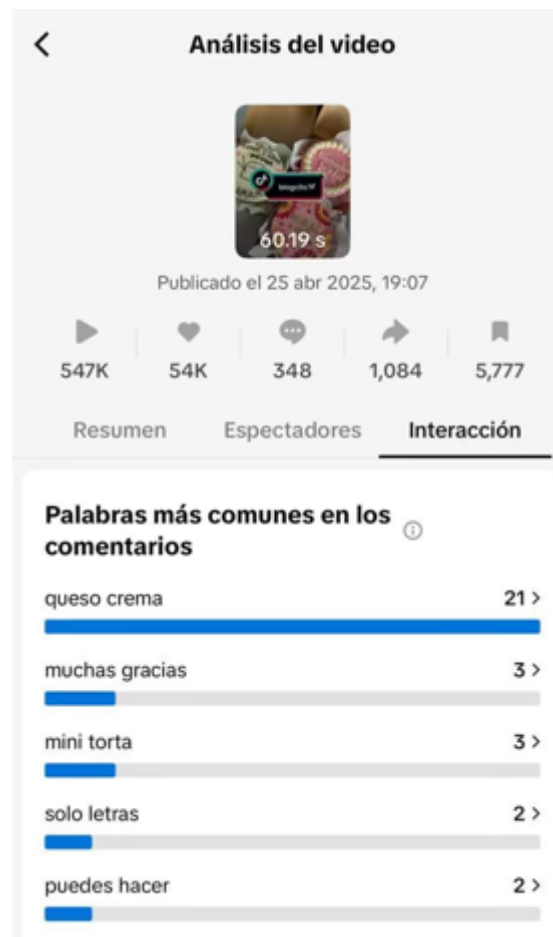 Análisis del video
60.19 s
Publicado el 25 abr 2025, 19:07
547K 54K 348 1,084 5,777
Resumen Espectadores Interacción
Palabras más comunes en los
comentarios
queso crema 21
muchas gracias 3
mini torta 3
solo letras 2
puedes hacer 2